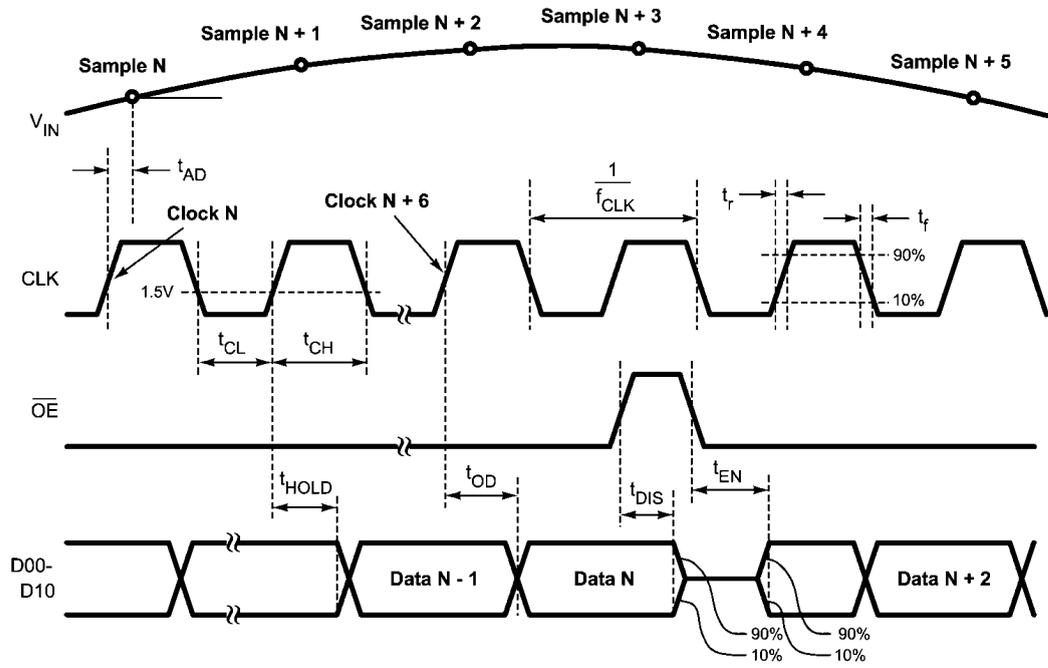 Sample N
Sample N + 1
Sample N + 2
Sample N + 3
Sample N + 4
Sample N + 5
VIN
tAD
Clock N
Clock N + 6
1
fCLK
tr
tf
CLK
1.5V
90%
10%
tCL
tCH
OE
tHOLD
tOD
tDIS
tEN
D00-
D10
Data N - 1
Data N
Data N + 2
90%
10%
90%
10%